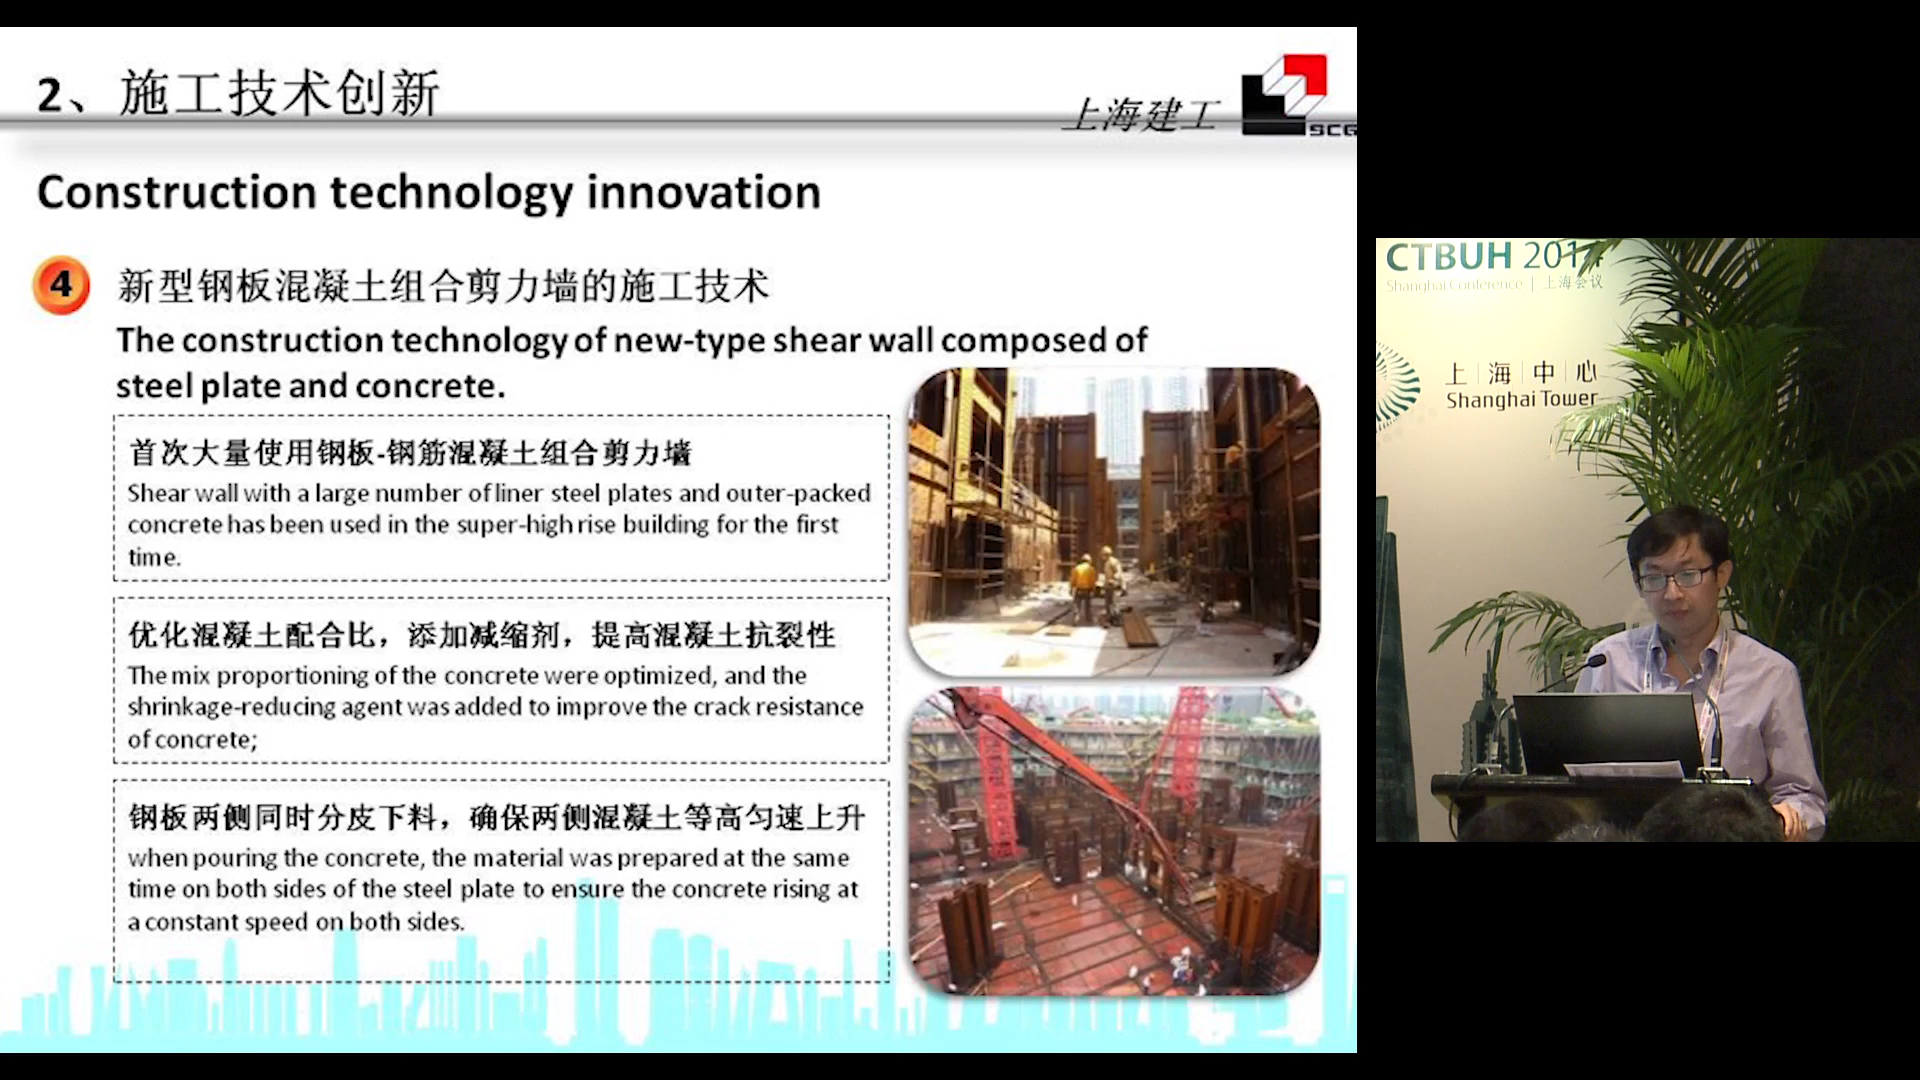 2、施工技术创新
上海建工
SCG
Construction technology innovation
4 新型钢板混凝土组合剪力墙的施工技术
The construction technology of new-type shear wall composed of
steel plate and concrete.
首次大量使用钢板-钢筋混凝土组合剪力墙
Shear wall with a large number of liner steel plates and outer-packed
concrete has been used in the super-high rise building for the first
time.
优化混凝土配合比，添加减缩剂，提高混凝土抗裂性
The mix proportioning of the concrete were optimized, and the
shrinkage-reducing agent was added to improve the crack resistance
of concrete;
钢板两侧同时分皮下料，确保两侧混凝土等高匀速上升
when pouring the concrete, the material was prepared at the same
time on both sides of the steel plate to ensure the concrete rising at
a constant speed on both sides.
CTBUH 2014
Shanghai Conference | 上海会议
上海中心
Shanghai Tower